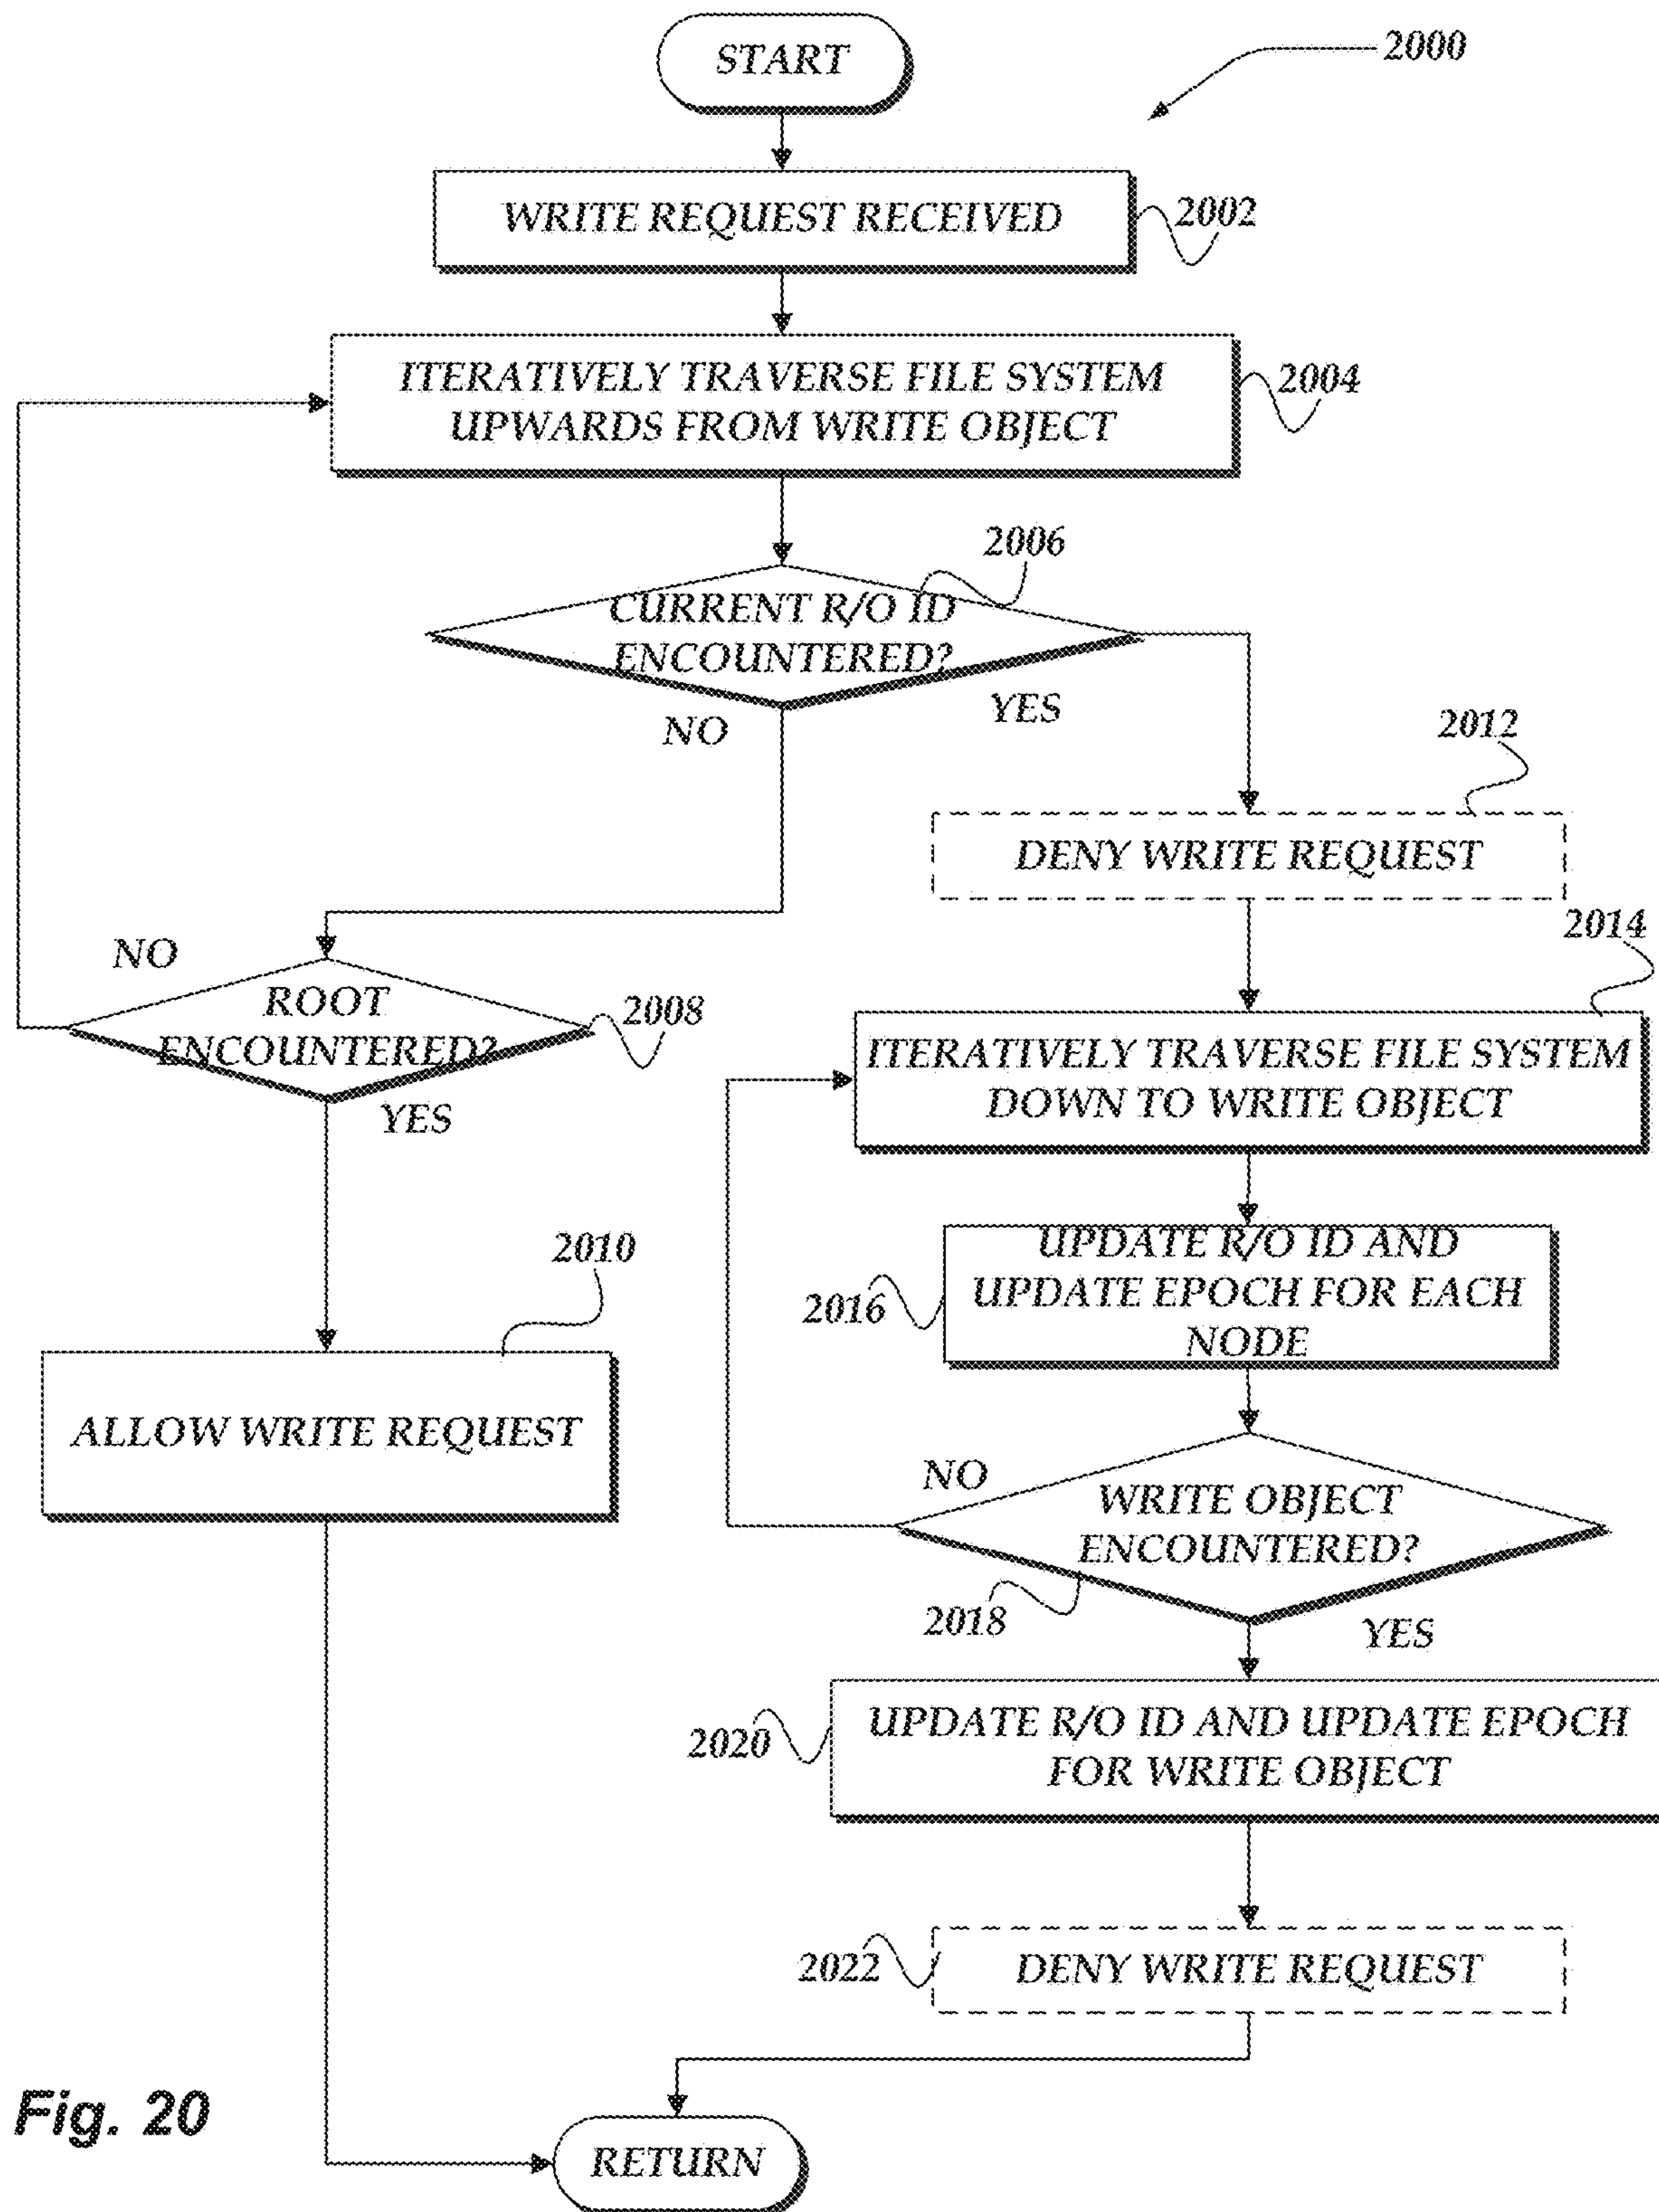 START
2000
WRITE REQUEST RECEIVED
2002
ITERATIVELY TRAVERSE FILE SYSTEM
UPWARDS FROM WRITE OBJECT
2004
2006
CURRENT R/O ID
ENCOUNTERED?
YES
NO
2012
DENY WRITE REQUEST
2014
NO
ROOT
ENCOUNTERED?
2008
YES
ITERATIVELY TRAVERSE FILE SYSTEM
DOWN TO WRITE OBJECT
2010
ALLOW WRITE REQUEST
UPDATE R/O ID AND
UPDATE EPOCH FOR EACH
NODE
2016
NO
WRITE OBJECT
ENCOUNTERED?
2018
YES
UPDATE R/O ID AND UPDATE EPOCH
FOR WRITE OBJECT
2020
2022
DENY WRITE REQUEST
Fig. 20
RETURN